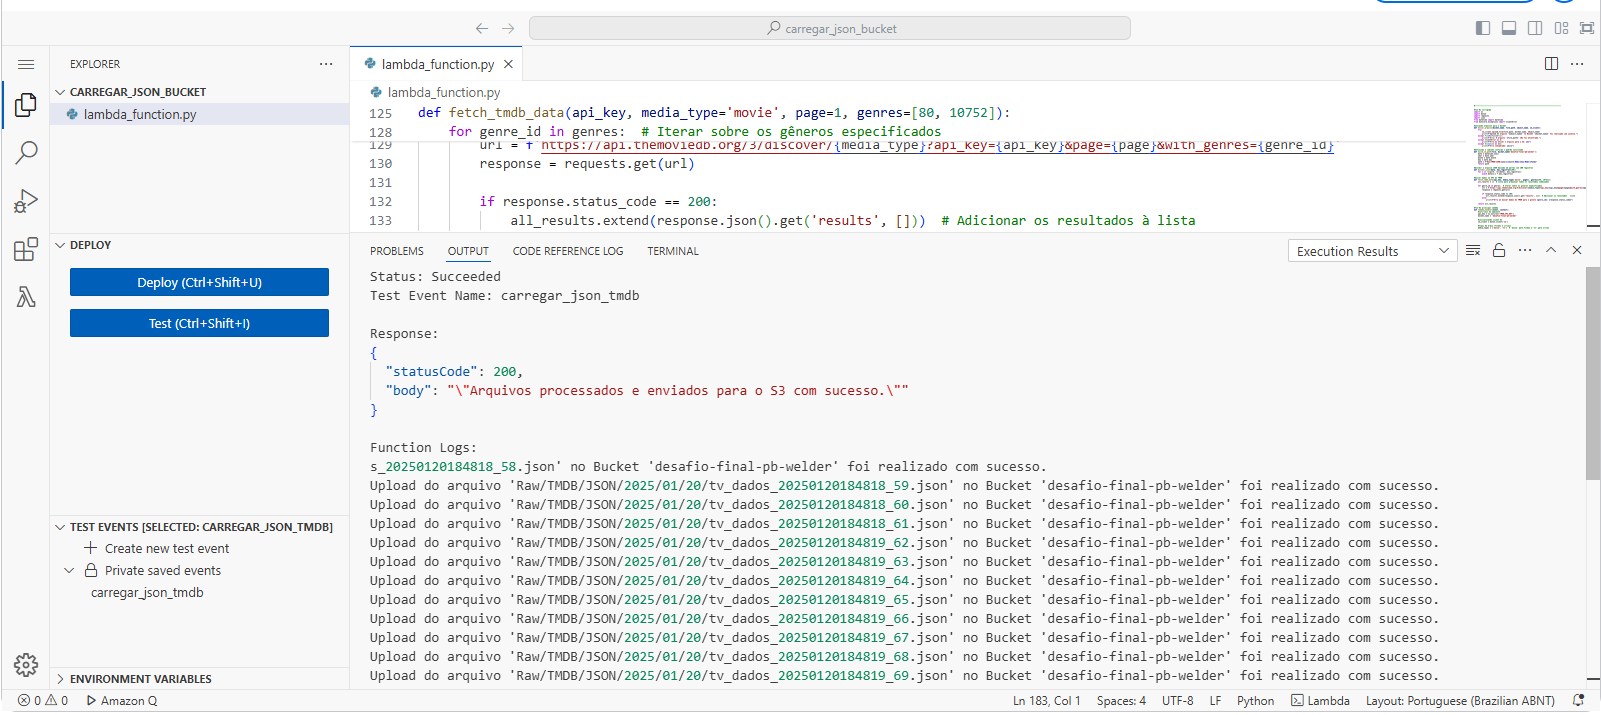 carregar_json_bucket
EXPLORER
CARREGAR_JSON_BUCKET
lambda_function.py
DEPLOY
Deploy (Ctrl+Shift+U)
Test (Ctrl+Shift+I)
TEST EVENTS [SELECTED: CARREGAR_JSON_TMDB]
Create new test event
Private saved events
carregar_json_tmdb
ENVIRONMENT VARIABLES
lambda_function.py
lambda_function.py
125 def fetch_tmdb_data(api_key, media_type='movie', page=1, genres=[80, 10752]):
128 for genre_id in genres:  # Iterar sobre os gêneros especificados
129 url = f"https://api.themoviedb.org/3/discover/{media_type}?api_key={api_key}&page={page}&with_genres={genre_id}"
130 response = requests.get(url)
131
132 if response.status_code == 200:
133 all_results.extend(response.json().get('results', []))  # Adicionar os resultados à lista
PROBLEMS OUTPUT CODE REFERENCE LOG TERMINAL Execution Results
Status: Succeeded
Test Event Name: carregar_json_tmdb
Response:
{
"statusCode": 200,
"body": "\"Arquivos processados e enviados para o S3 com sucesso.\""
}
Function Logs:
s_20250120184818_58.json' no Bucket 'desafio-final-pb-welder' foi realizado com sucesso.
Upload do arquivo 'Raw/TMDB/JSON/2025/01/20/tv_dados_20250120184818_59.json' no Bucket 'desafio-final-pb-welder' foi realizado com sucesso.
Upload do arquivo 'Raw/TMDB/JSON/2025/01/20/tv_dados_20250120184818_60.json' no Bucket 'desafio-final-pb-welder' foi realizado com sucesso.
Upload do arquivo 'Raw/TMDB/JSON/2025/01/20/tv_dados_20250120184818_61.json' no Bucket 'desafio-final-pb-welder' foi realizado com sucesso.
Upload do arquivo 'Raw/TMDB/JSON/2025/01/20/tv_dados_20250120184819_62.json' no Bucket 'desafio-final-pb-welder' foi realizado com sucesso.
Upload do arquivo 'Raw/TMDB/JSON/2025/01/20/tv_dados_20250120184819_63.json' no Bucket 'desafio-final-pb-welder' foi realizado com sucesso.
Upload do arquivo 'Raw/TMDB/JSON/2025/01/20/tv_dados_20250120184819_64.json' no Bucket 'desafio-final-pb-welder' foi realizado com sucesso.
Upload do arquivo 'Raw/TMDB/JSON/2025/01/20/tv_dados_20250120184819_65.json' no Bucket 'desafio-final-pb-welder' foi realizado com sucesso.
Upload do arquivo 'Raw/TMDB/JSON/2025/01/20/tv_dados_20250120184819_66.json' no Bucket 'desafio-final-pb-welder' foi realizado com sucesso.
Upload do arquivo 'Raw/TMDB/JSON/2025/01/20/tv_dados_20250120184819_67.json' no Bucket 'desafio-final-pb-welder' foi realizado com sucesso.
Upload do arquivo 'Raw/TMDB/JSON/2025/01/20/tv_dados_20250120184819_68.json' no Bucket 'desafio-final-pb-welder' foi realizado com sucesso.
Upload do arquivo 'Raw/TMDB/JSON/2025/01/20/tv_dados_20250120184819_69.json' no Bucket 'desafio-final-pb-welder' foi realizado com sucesso.
0 0 Amazon Q Ln 183, Col 1 Spaces: 4 UTF-8 LF Python Lambda Layout: Portuguese (Brazilian ABNT)